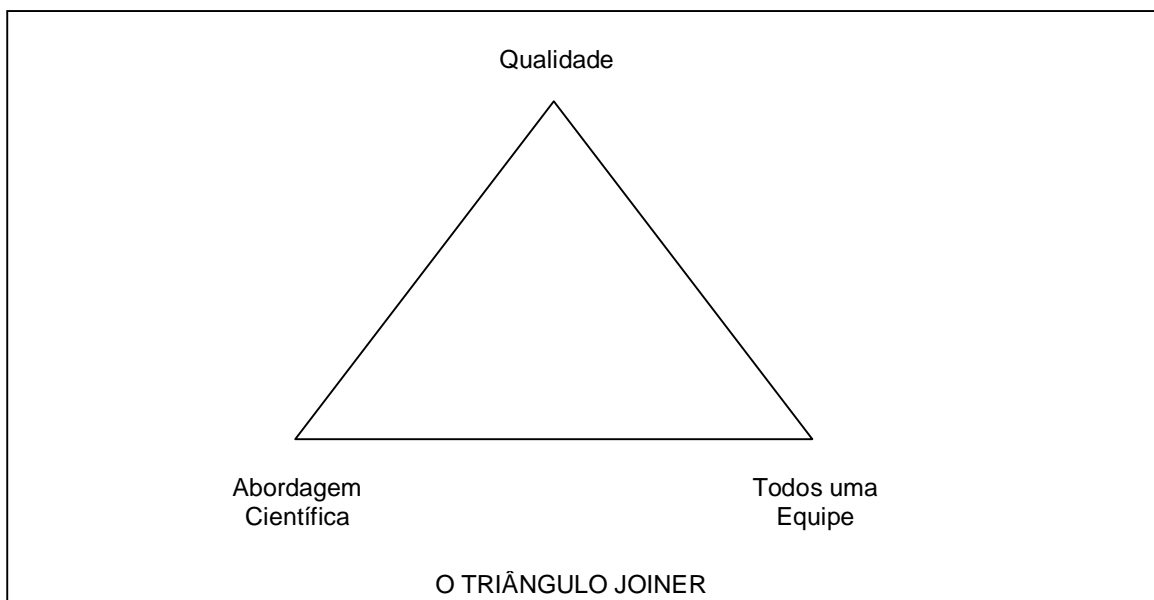 Qualidade
Abordagem
Científica
Todos uma
Equipe
O TRIÂNGULO JOINER